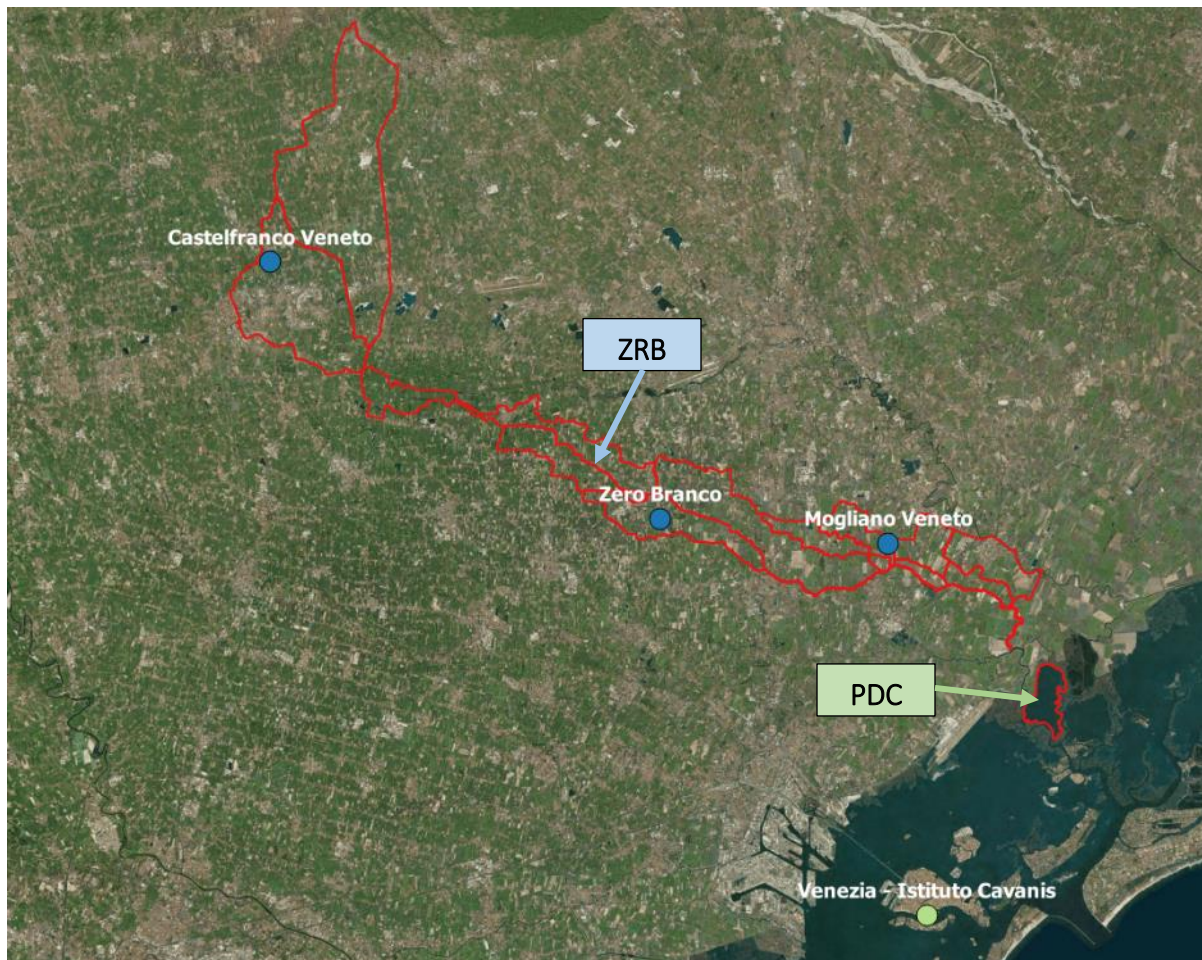 Castelfranco Veneto
ZRB
Zero Branco
Mogliano Veneto
PDC
Venezia - Istituto Cavanis